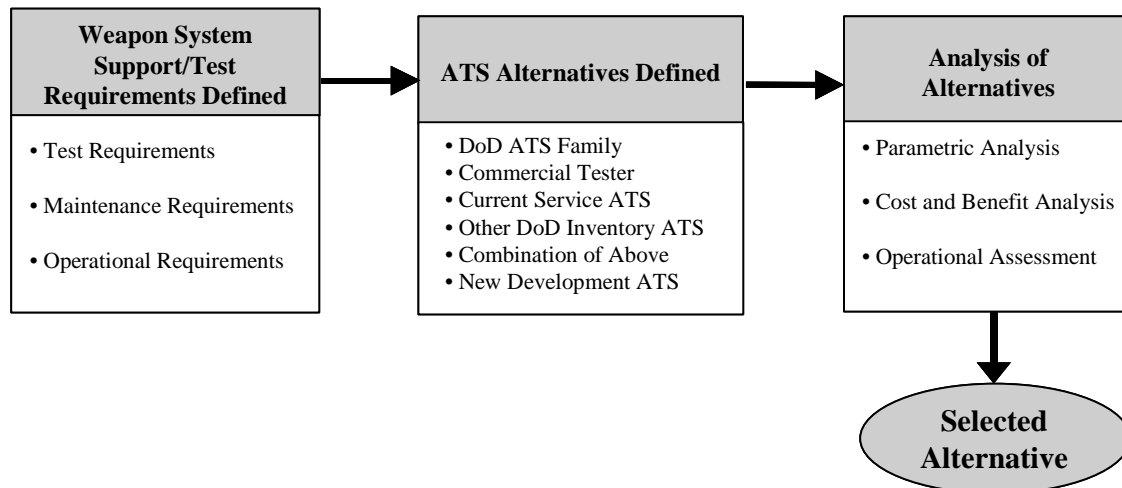 Weapon System
Support/Test
Requirements Defined
• Test Requirements
• Maintenance Requirements
• Operational Requirements
ATS Alternatives Defined
• DoD ATS Family
• Commercial Tester
• Current Service ATS
• Other DoD Inventory ATS
• Combination of Above
• New Development ATS
Analysis of
Alternatives
• Parametric Analysis
• Cost and Benefit Analysis
• Operational Assessment
Selected
Alternative